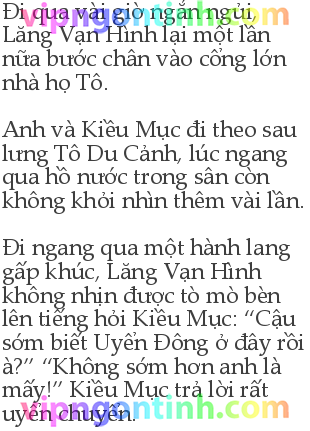 Đi qua vài giờ ngắn ngủi,
Lăng Vạn Hình lại một lần
nữa bước chân vào cổng lớn
nhà họ Tô.
Anh và Kiều Mục đi theo sau
lưng Tô Du Cảnh, lúc ngang
qua hồ nước trong sân còn
không khỏi nhìn thêm vài lần.
Đi ngang qua một hành lang
gấp khúc, Lăng Vạn Hình
không nhịn được tò mò bèn
lên tiếng hỏi Kiều Mục: “Cậu
sớm biết Uyển Đông ở đây rồi
à?” “Không sớm hơn anh là
mấy!” Kiều Mục trả lời rất
uyển chuyển.
vipngontinh.com
vipngontinh.com